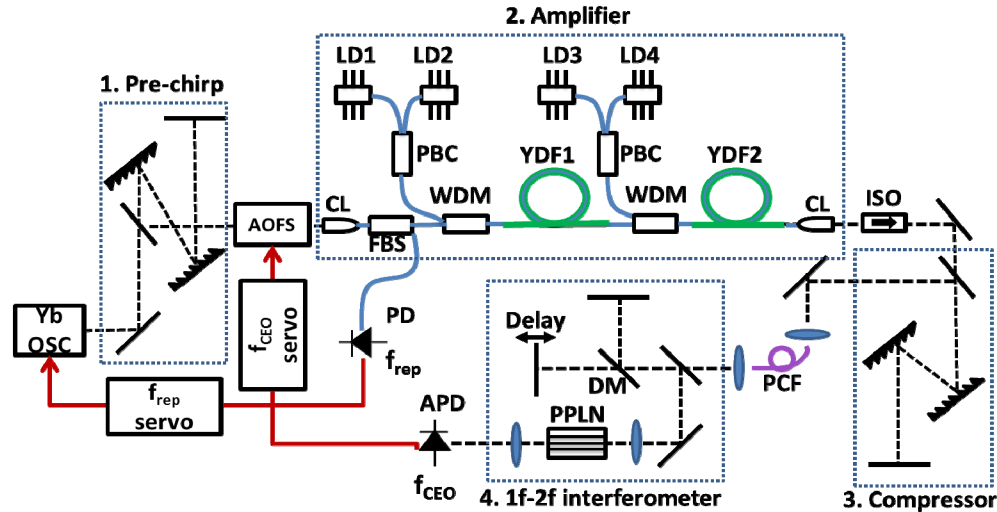 2. Amplifier
LD1
LD2
LD3
LD4
1. Pre-chirp
PBC
YDF1
PBC
YDF2
WDM
WDM
CL
CL
ISO
AOFS
FBS
Yb
OSC
fCEO
servo
PD
frep
Delay
DM
PCF
frep
servo
APD
PPLN
fCEO
4. 1f-2f interferometer
3. Compressor